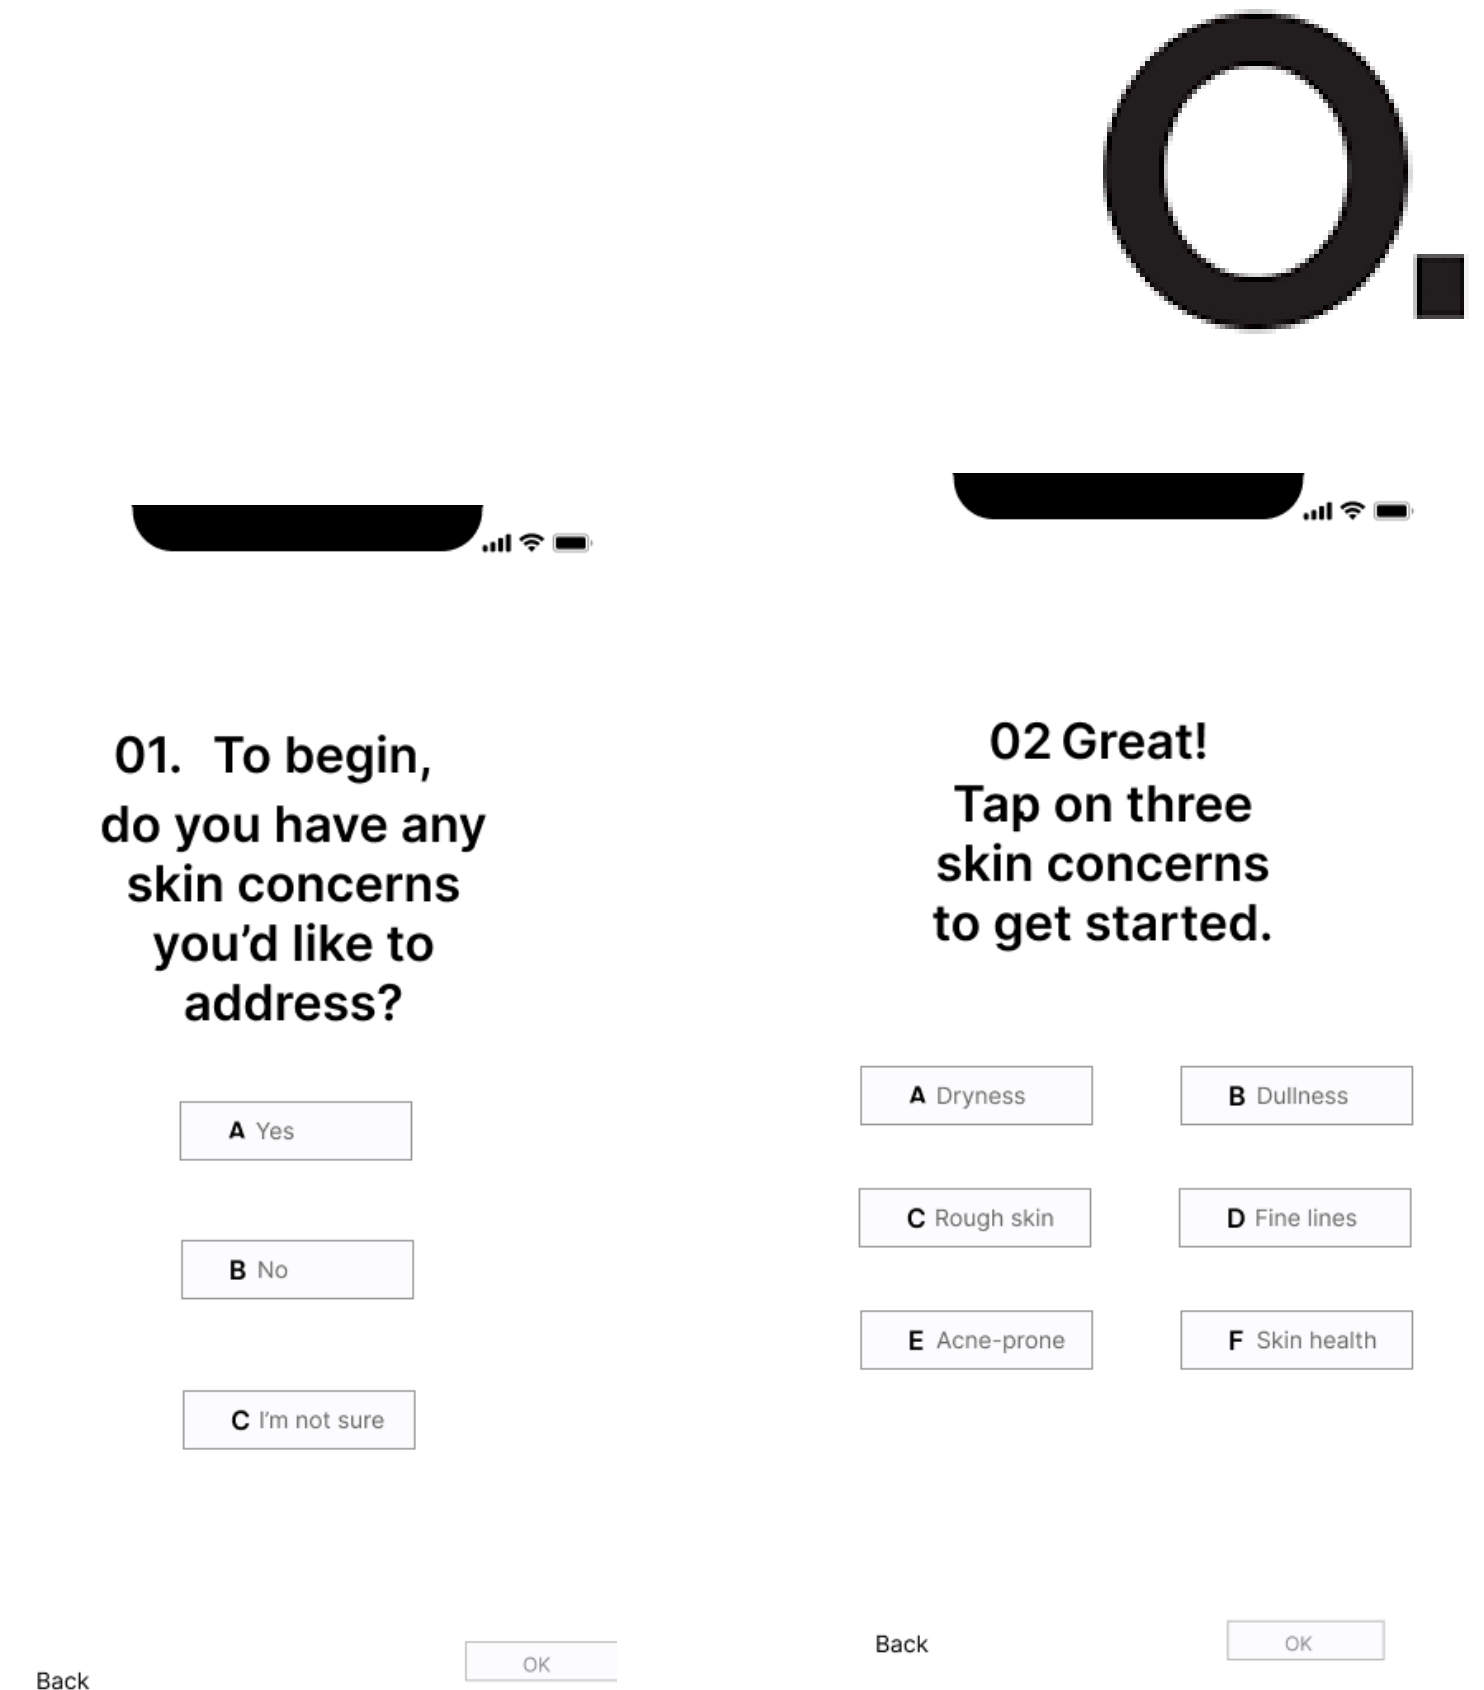 O.
01. To begin,
do you have any
skin concerns
you’d like to
address?
A Yes
B No
C I’m not sure
Back
OK
02 Great!
Tap on three
skin concerns
to get started.
A Dryness
B Dullness
C Rough skin
D Fine lines
E Acne-prone
F Skin health
Back
OK